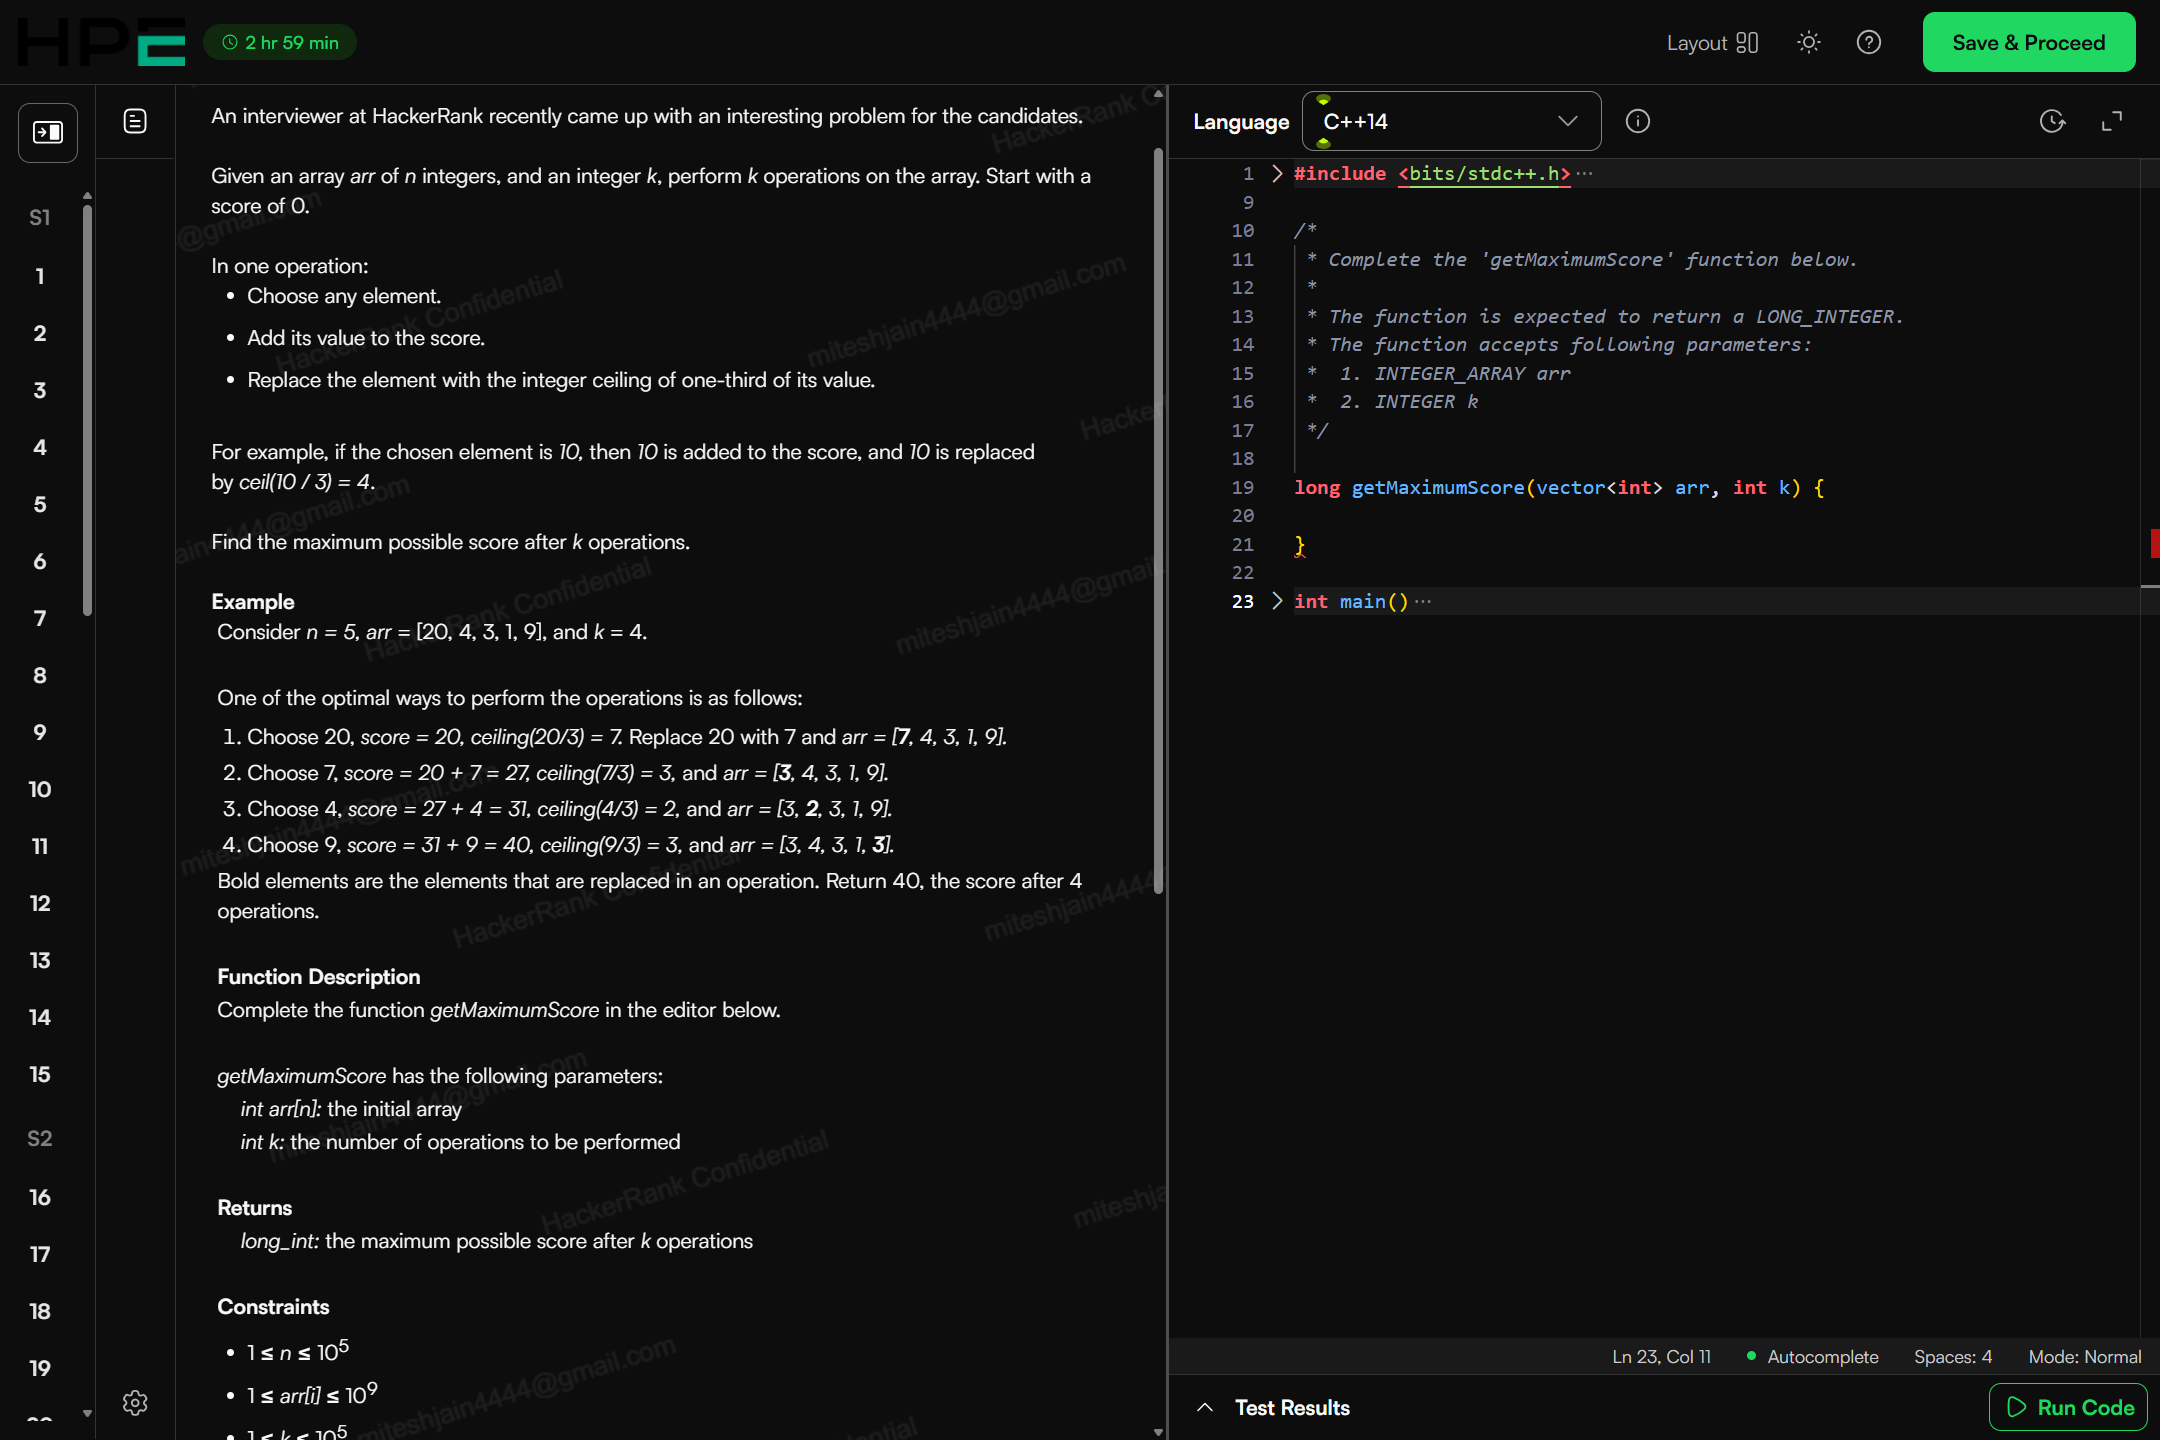 HPE
2 hr 59 min
Layout
Save & Proceed
S1
1
2
3
4
5
6
7
8
9
10
11
12
13
14
15
S2
16
17
18
19
An interviewer at HackerRank recently came up with an interesting problem for the candidates.
Given an array arr of n integers, and an integer k, perform k operations on the array. Start with a
score of 0.
In one operation:
• Choose any element.
• Add its value to the score.
• Replace the element with the integer ceiling of one-third of its value.
For example, if the chosen element is 10, then 10 is added to the score, and 10 is replaced
by ceil(10 / 3) = 4.
Find the maximum possible score after k operations.
Example
Consider n = 5, arr = [20, 4, 3, 1, 9], and k = 4.
One of the optimal ways to perform the operations is as follows:
1. Choose 20, score = 20, ceiling(20/3) = 7. Replace 20 with 7 and arr = [7, 4, 3, 1, 9].
2. Choose 7, score = 20 + 7 = 27, ceiling(7/3) = 3, and arr = [3, 4, 3, 1, 9].
3. Choose 4, score = 27 + 4 = 31, ceiling(4/3) = 2, and arr = [3, 2, 3, 1, 9].
4. Choose 9, score = 31 + 9 = 40, ceiling(9/3) = 3, and arr = [3, 4, 3, 1, 3].
Bold elements are the elements that are replaced in an operation. Return 40, the score after 4
operations.
Function Description
Complete the function getMaximumScore in the editor below.
getMaximumScore has the following parameters:
int arr[n]: the initial array
int k: the number of operations to be performed
Returns
long_int: the maximum possible score after k operations
Constraints
• 1 ≤ n ≤ 10^5
• 1 ≤ arr[i] ≤ 10^9
• 1 ≤ k ≤ 10^5
HackerRank Confidential
miteshjain4444@gmail.com
Language
C++14
1 #include <bits/stdc++.h>···
9
10 /*
11 * Complete the 'getMaximumScore' function below.
12 *
13 * The function is expected to return a LONG_INTEGER.
14 * The function accepts following parameters:
15 * 1. INTEGER_ARRAY arr
16 * 2. INTEGER k
17 */
18
19 long getMaximumScore(vector<int> arr, int k) {
20
21 }
22
23 int main()···
Ln 23, Col 11
Autocomplete
Spaces: 4
Mode: Normal
Test Results
Run Code